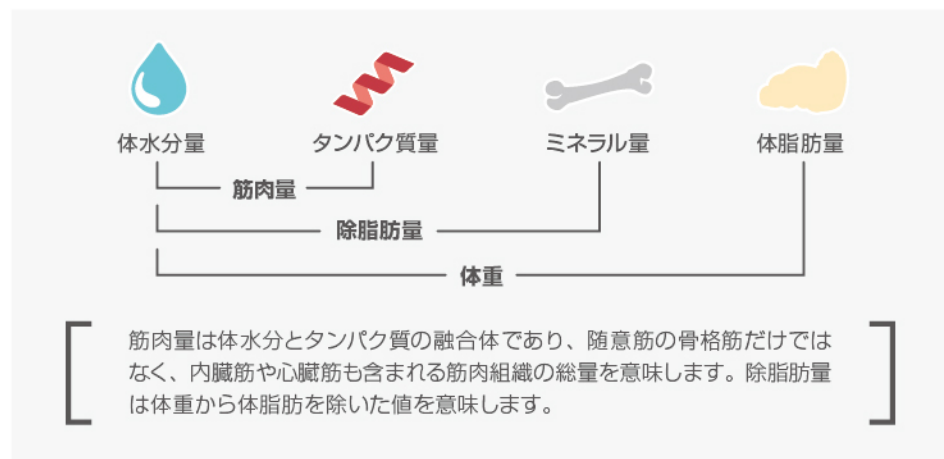 体水分量
タンパク質量
ミネラル量
体脂肪量
筋肉量
除脂肪量
体重
筋肉量は体水分とタンパク質の融合体であり、随意筋の骨格筋だけでは
なく、内臓筋や心臓筋も含まれる筋肉組織の総量を意味します。除脂肪量
は体重から体脂肪を除いた値を意味します。